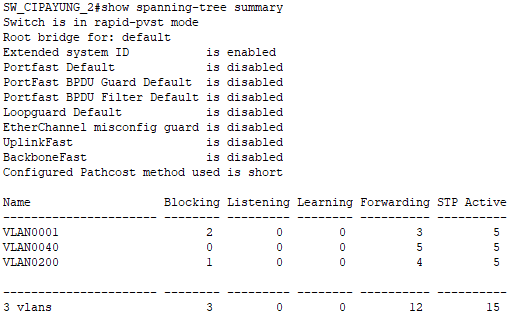 SW_CIPAYUNG_2#show spanning-tree summary
Switch is in rapid-pvst mode
Root bridge for: default
Extended system ID           is enabled
Portfast Default             is disabled
PortFast BPDU Guard Default  is disabled
Portfast BPDU Filter Default is disabled
Loopguard Default            is disabled
EtherChannel misconfig guard is disabled
UplinkFast                   is disabled
BackboneFast                 is disabled
Configured Pathcost method used is short
Name                   Blocking Listening Learning Forwarding STP Active
---------------------- -------- --------- -------- ---------- ----------
VLAN0001                     2         0        0          3          5
VLAN0040                     0         0        0          5          5
VLAN0200                     1         0        0          4          5
---------------------- -------- --------- -------- ---------- ----------
3 vlans                      3         0        0         12         15